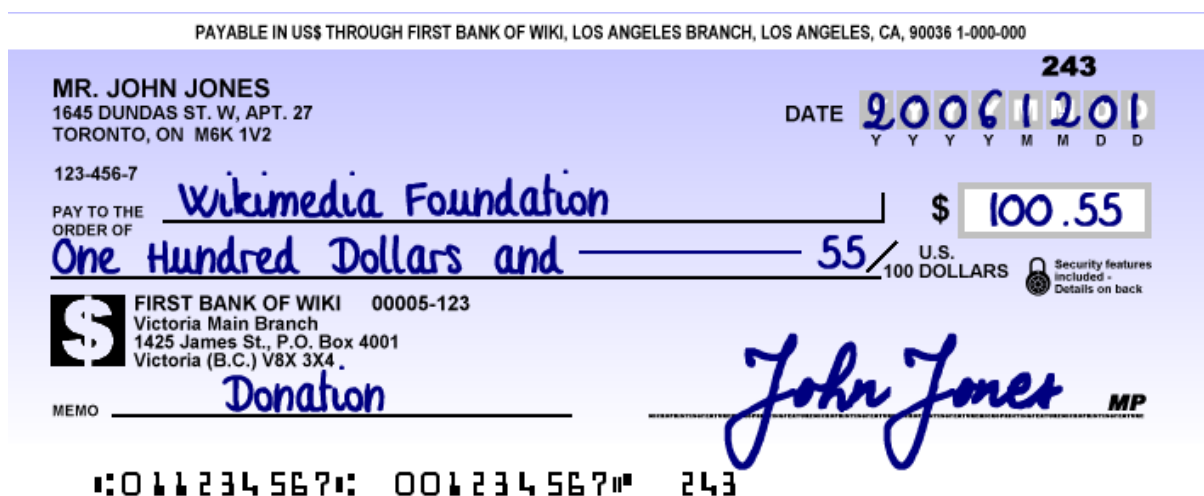 PAYABLE IN US$ THROUGH FIRST BANK OF WIKI, LOS ANGELES BRANCH, LOS ANGELES, CA, 90036 1-000-000
243
MR. JOHN JONES
1645 DUNDAS ST. W, APT. 27
TORONTO, ON M6K 1V2
DATE 20061201
Y Y Y Y M M D D
123-456-7
PAY TO THE ORDER OF Wikimedia Foundation $ 100.55
One Hundred Dollars and 55/100 U.S. DOLLARS
Security features included - Details on back
$ FIRST BANK OF WIKI 00005-123
Victoria Main Branch
1425 James St., P.O. Box 4001
Victoria (B.C.) V8X 3X4
MEMO Donation
John Jones MP
⑆011234567⑆ 001234567⑈ 243